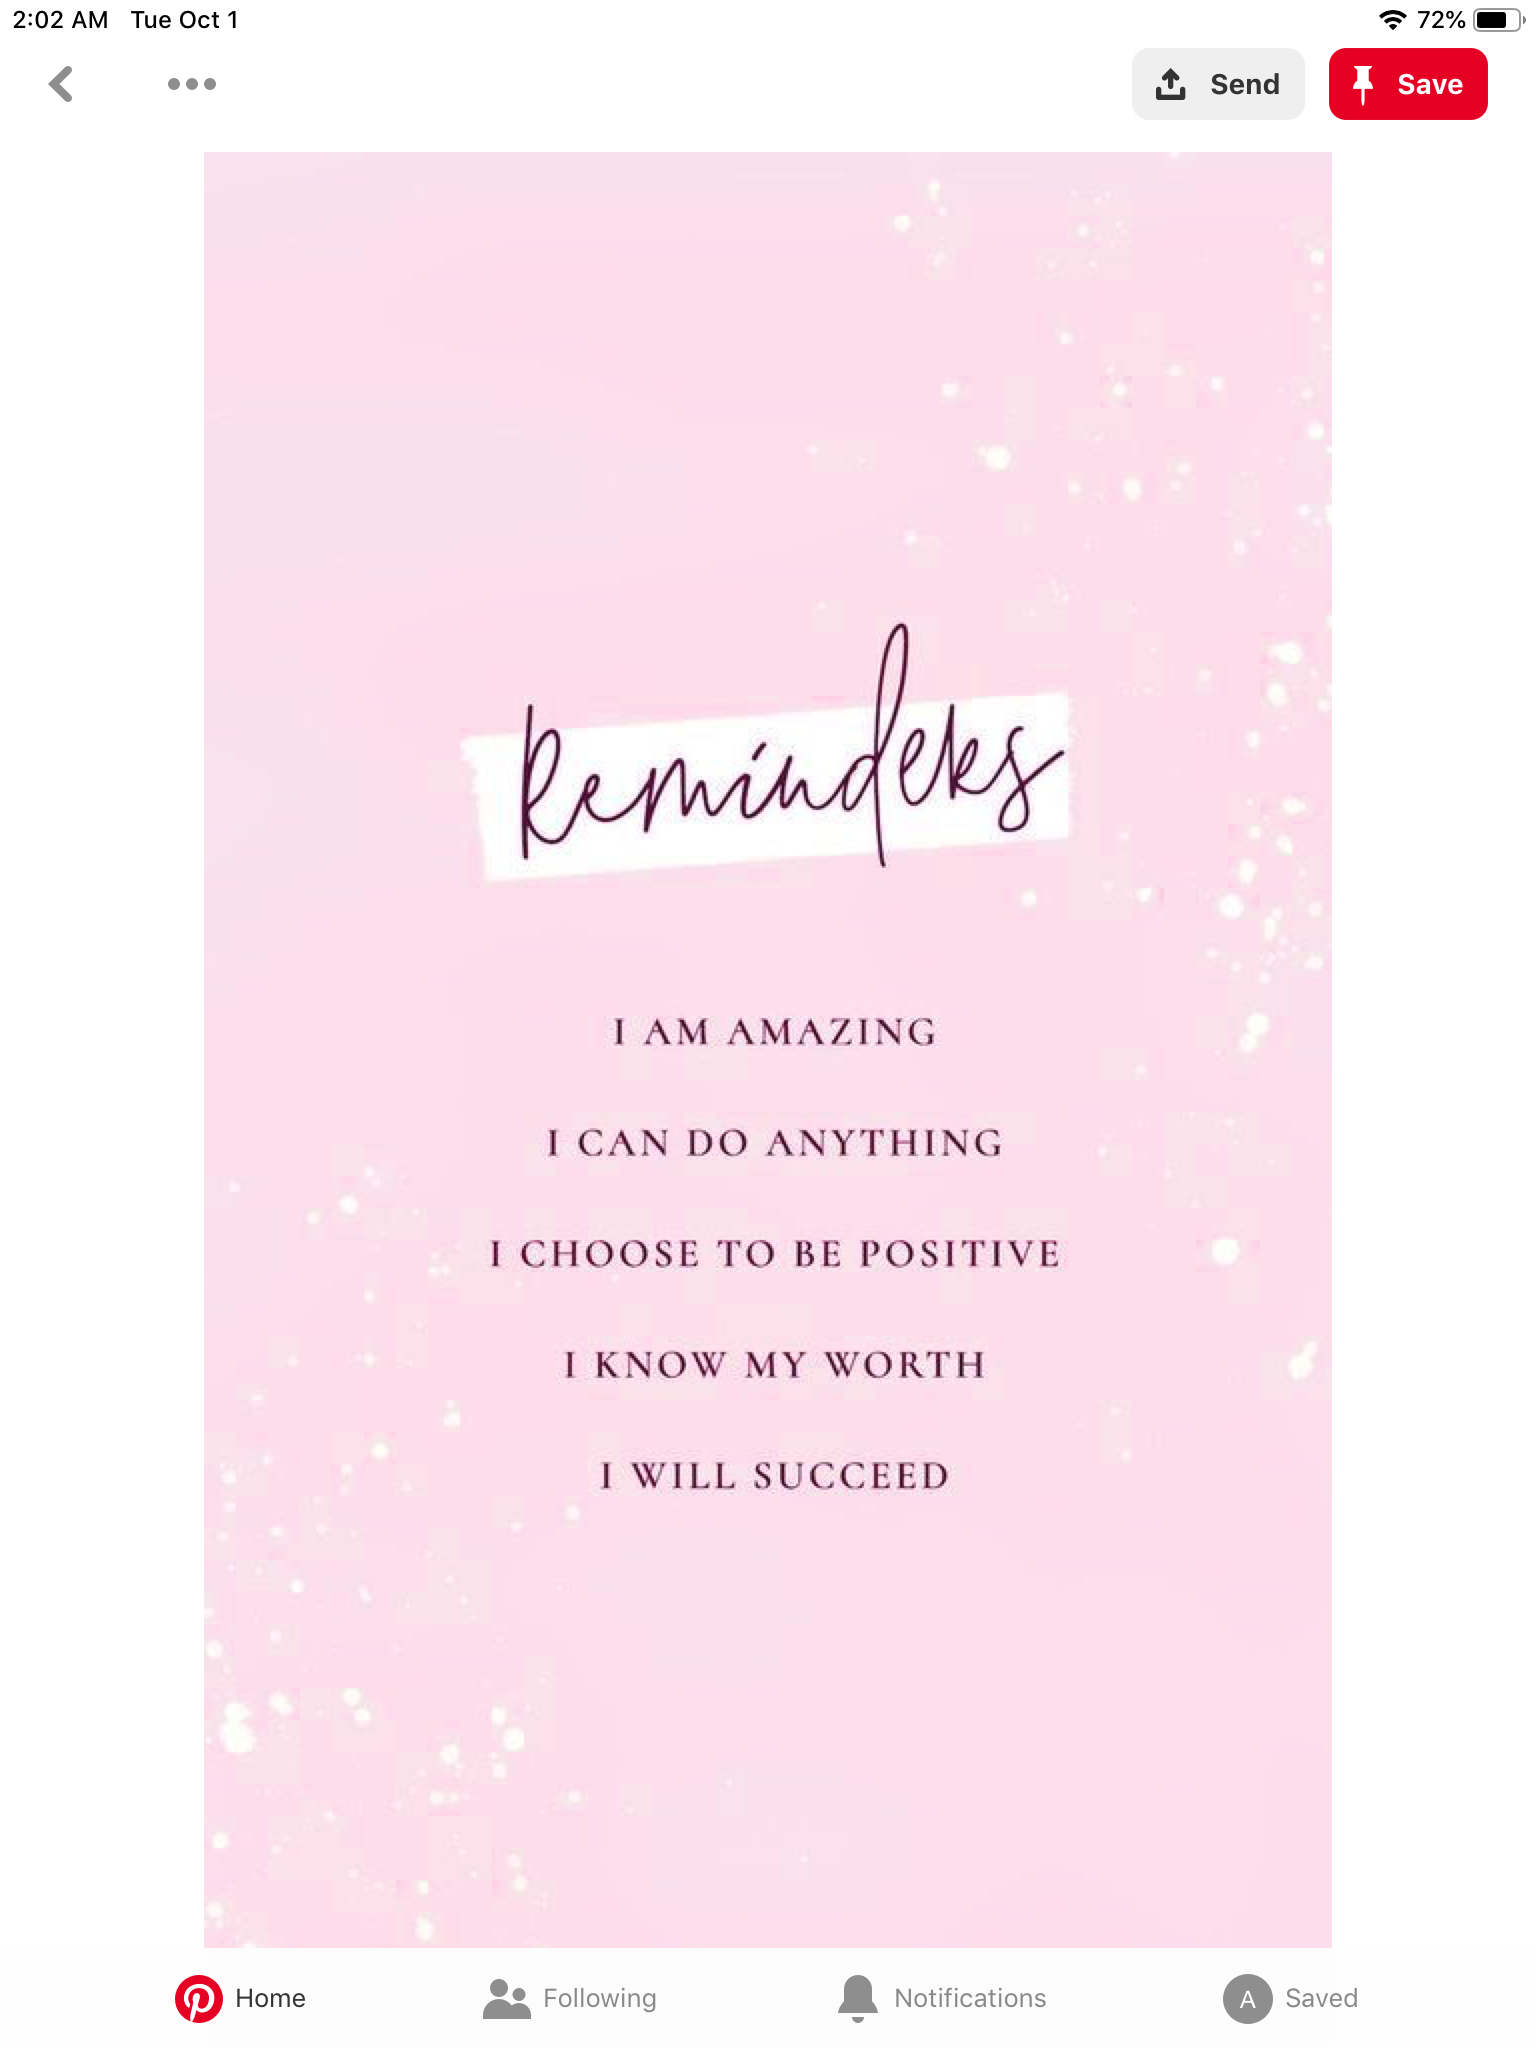 2:02 AM Tue Oct 1 72%
Send Save
Reminders
I AM AMAZING
I CAN DO ANYTHING
I CHOOSE TO BE POSITIVE
I KNOW MY WORTH
I WILL SUCCEED
Home Following Notifications A Saved